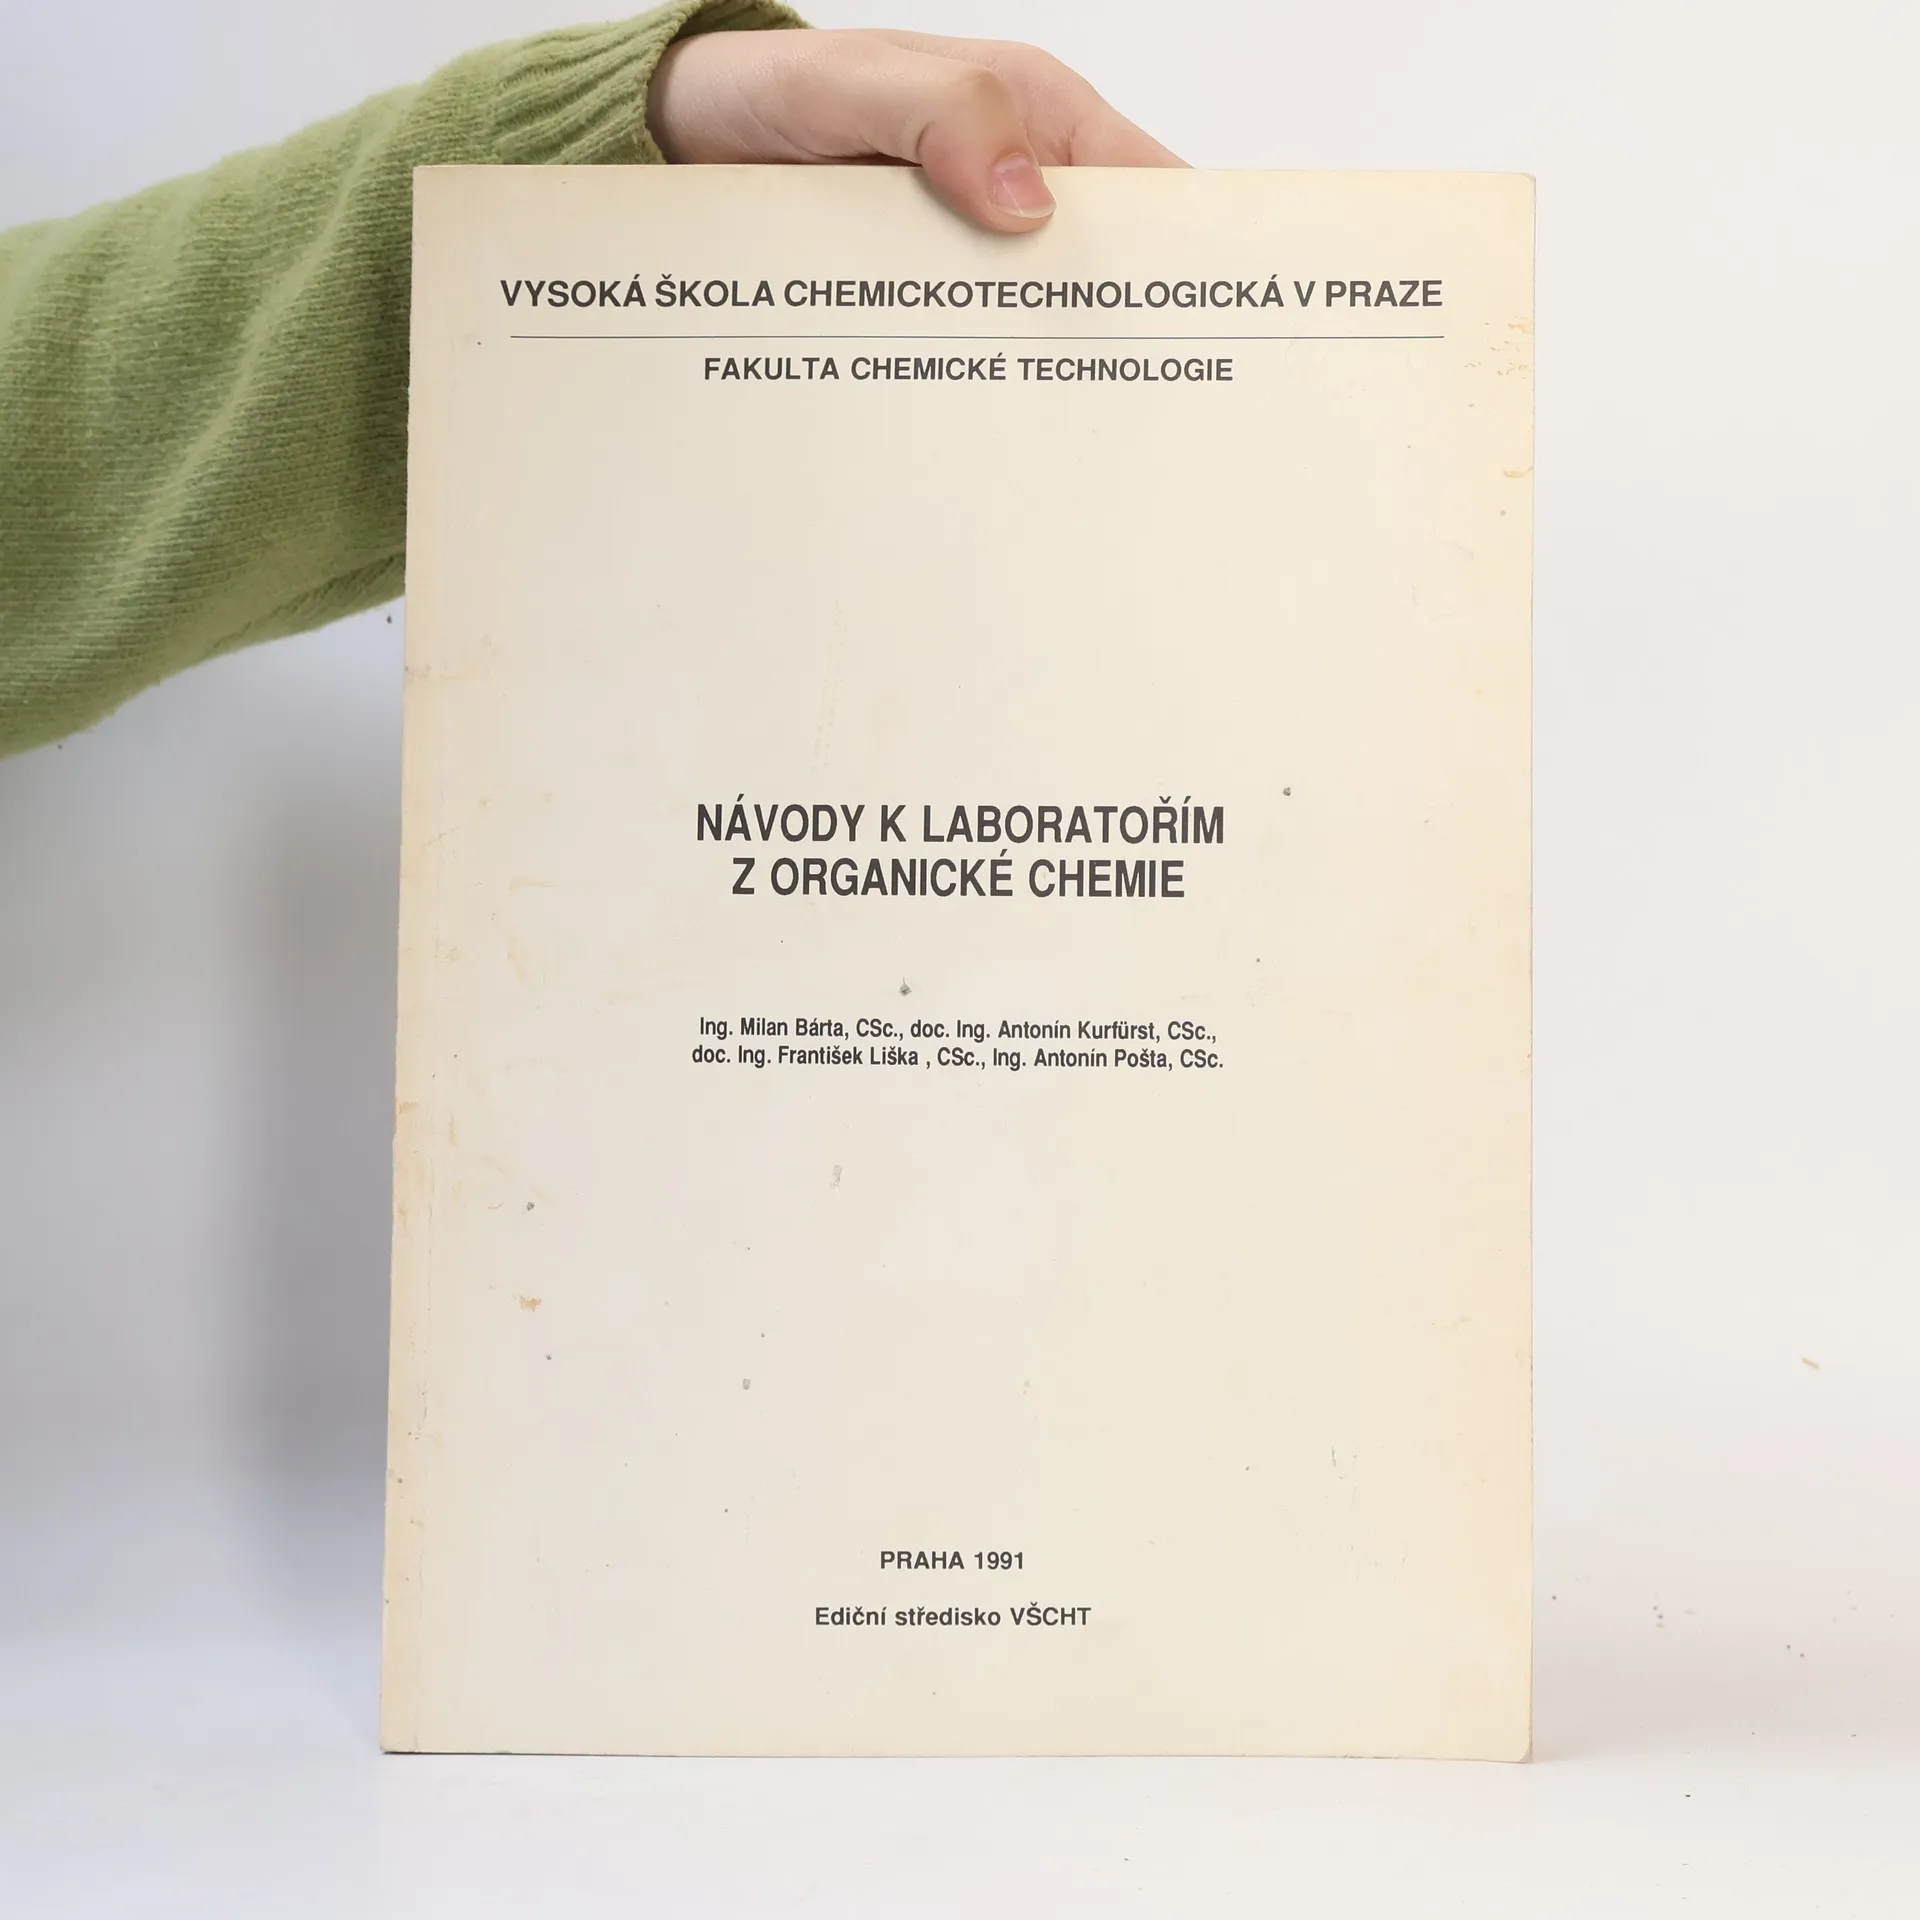 VYSOKÁ ŠKOLA CHEMICKOTECHNOLOGICKÁ V PRAZE
FAKULTA CHEMICKÉ TECHNOLOGIE
NÁVODY K LABORATOŘÍM
Z ORGANICKÉ CHEMIE
Ing. Milan Bárta, CSc., doc. Ing. Antonín Kurfürst, CSc.,
doc. Ing. František Liška , CSc., Ing. Antonín Pošta, CSc.
PRAHA 1991
Ediční středisko VŠCHT